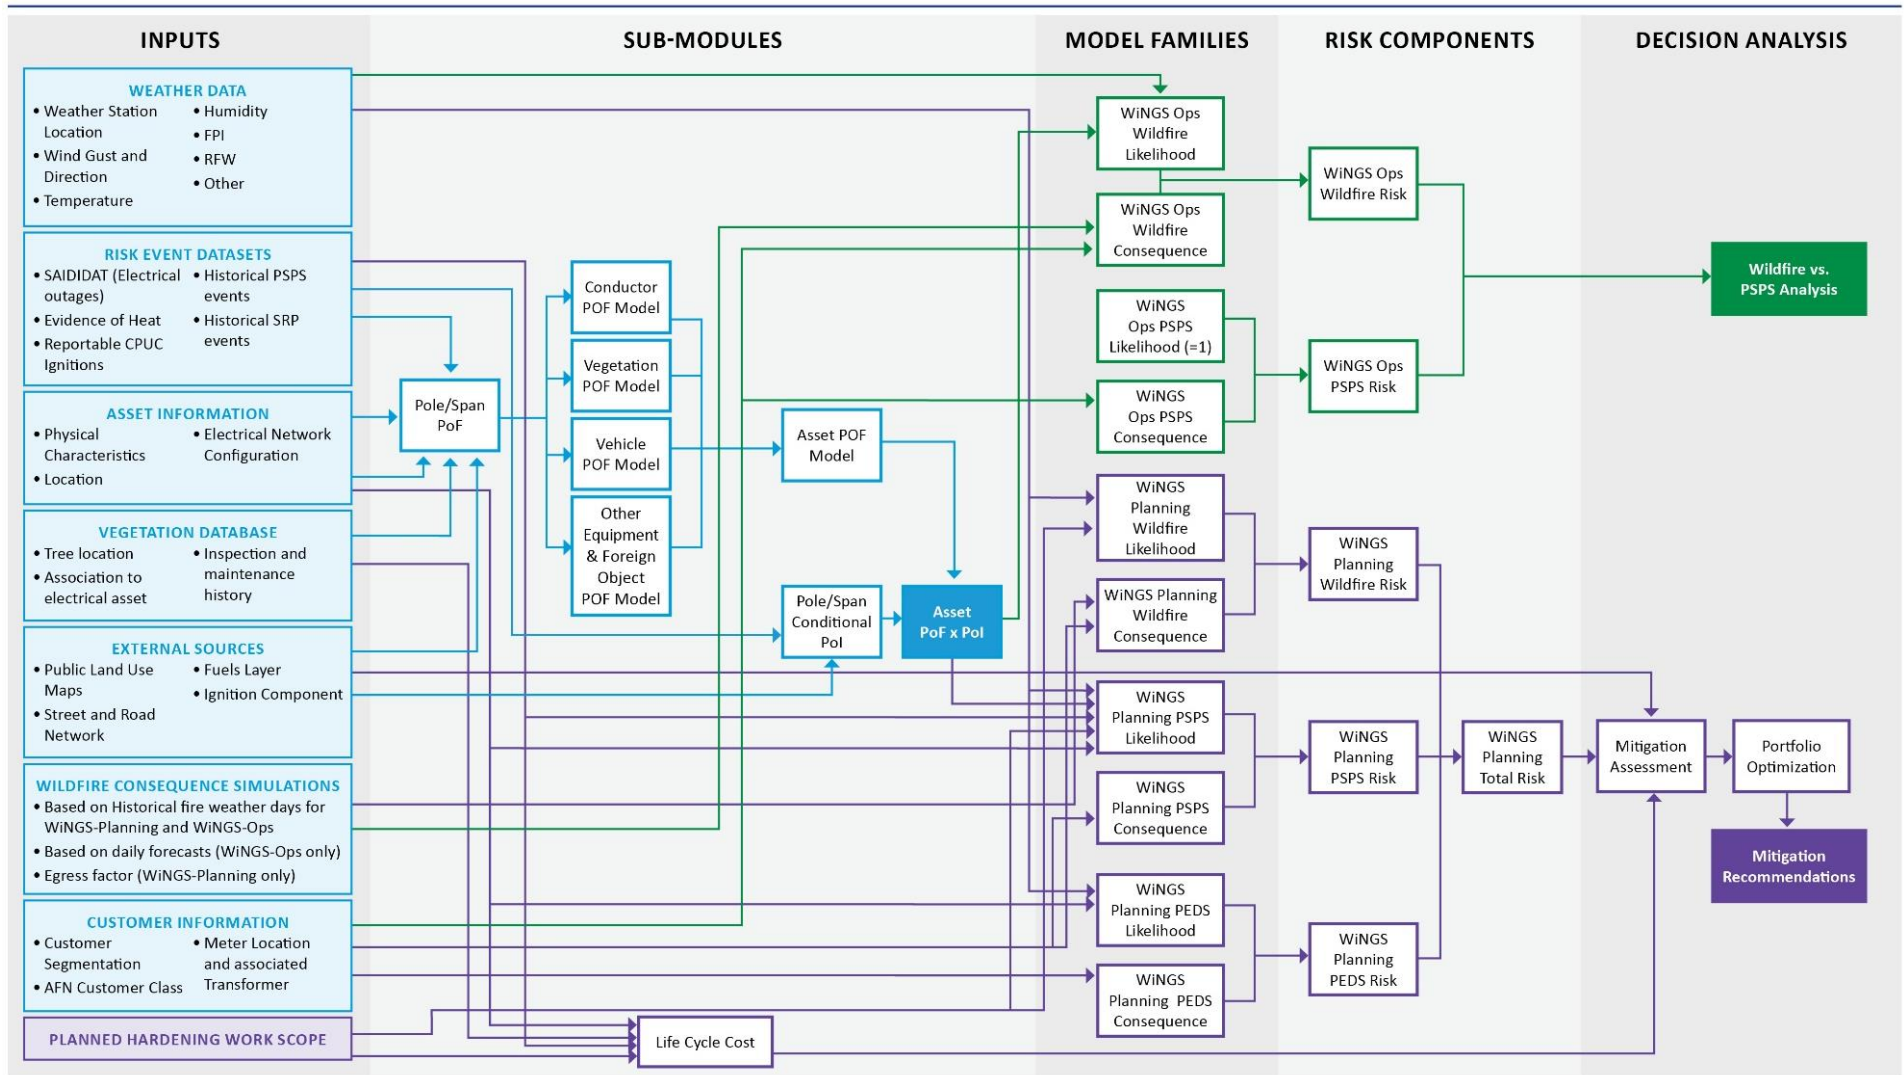 INPUTS
SUB-MODULES
MODEL FAMILIES
RISK COMPONENTS
DECISION ANALYSIS
WEATHER DATA
• Weather Station
Location
• Wind Gust and
Direction
• Temperature
• Humidity
• FPI
• RFW
• Other
RISK EVENT DATASETS
• SAIDIDAT (Electrical
outages)
• Evidence of Heat
• Reportable CPUC
Ignitions
• Historical PSPS
events
• Historical SRP
events
ASSET INFORMATION
• Physical
Characteristics
• Location
• Electrical Network
Configuration
VEGETATION DATABASE
• Tree location
• Association to
electrical asset
• Inspection and
maintenance
history
EXTERNAL SOURCES
• Public Land Use
Maps
• Street and Road
Network
• Fuels Layer
• Ignition Component
WILDFIRE CONSEQUENCE SIMULATIONS
• Based on Historical fire weather days for
WiNGS-Planning and WiNGS-Ops
• Based on daily forecasts (WiNGS-Ops only)
• Egress factor (WiNGS-Planning only)
CUSTOMER INFORMATION
• Customer
Segmentation
• AFN Customer Class
• Meter Location
and associated
Transformer
PLANNED HARDENING WORK SCOPE
Pole/Span
PoF
Conductor
POF Model
Vegetation
POF Model
Vehicle
POF Model
Other
Equipment
& Foreign
Object
POF Model
Asset POF
Model
Pole/Span
Conditional
PoI
Asset
PoF x PoI
Life Cycle Cost
WiNGS Ops
Wildfire
Likelihood
WiNGS Ops
Wildfire
Consequence
WiNGS
Ops PSPS
Likelihood (=1)
WiNGS
Ops PSPS
Consequence
WiNGS
Planning
Wildfire
Likelihood
WiNGS Planning
Wildfire
Consequence
WiNGS
Planning PSPS
Likelihood
WiNGS
Planning PSPS
Consequence
WiNGS
Planning PEDS
Likelihood
WiNGS
Planning PEDS
Consequence
WiNGS Ops
Wildfire Risk
WiNGS Ops
PSPS Risk
WiNGS
Planning
Wildfire Risk
WiNGS
Planning
PSPS Risk
WiNGS
Planning
PEDS Risk
WiNGS
Planning
Total Risk
Wildfire vs.
PSPS Analysis
Mitigation
Assessment
Portfolio
Optimization
Mitigation
Recommendations